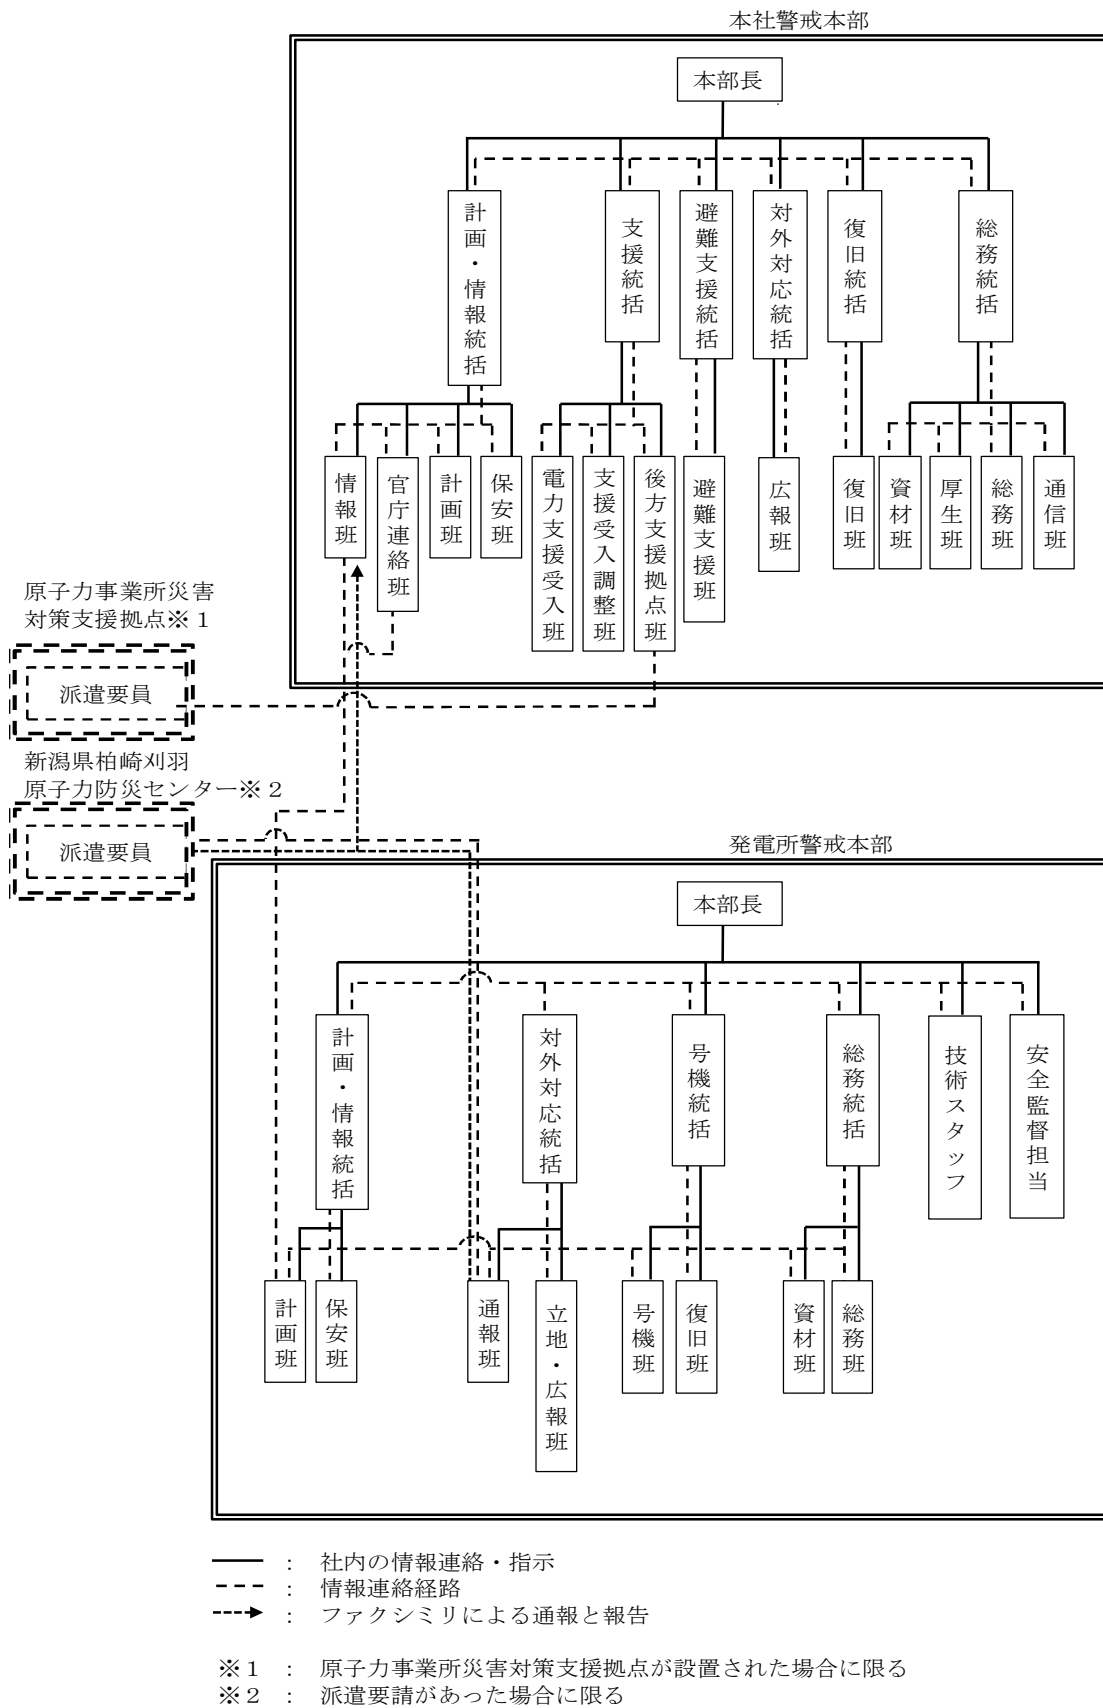 本社警戒本部
本部長
計画・情報統括
支援統括
避難支援統括
対外対応統括
復旧統括
総務統括
情報班
官庁連絡班
計画班
保安班
電力支援受入班
支援受入調整班
後方支援拠点班
避難支援班
広報班
復旧班
資材班
厚生班
総務班
通信班
原子力事業所災害
対策支援拠点※1
派遣要員
新潟県柏崎刈羽
原子力防災センター※2
派遣要員
発電所警戒本部
本部長
計画・情報統括
対外対応統括
号機統括
総務統括
技術スタッフ
安全監督担当
計画班
保安班
通報班
立地・広報班
号機班
復旧班
資材班
総務班
： 社内の情報連絡・指示
： 情報連絡経路
： ファクシミリによる通報と報告
※1 ： 原子力事業所災害対策支援拠点が設置された場合に限る
※2 ： 派遣要請があった場合に限る